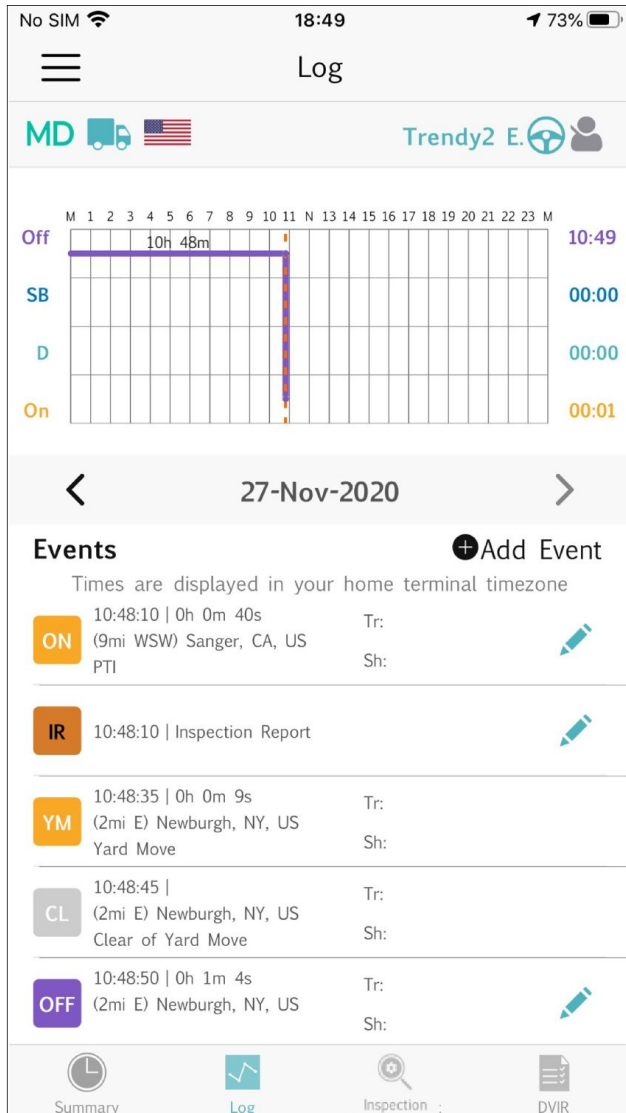 No SIM 18:49 73%
Log
MD Trendy2 E.
M 1 2 3 4 5 6 7 8 9 10 11 N 13 14 15 16 17 18 19 20 21 22 23 M
Off 10h 48m 10:49
SB 00:00
D 00:00
On 00:01
27-Nov-2020
Events Add Event
Times are displayed in your home terminal timezone
ON 10:48:10 | 0h 0m 40s Tr:
(9mi WSW) Sanger, CA, US
PTI Sh:
IR 10:48:10 | Inspection Report
YM 10:48:35 | 0h 0m 9s Tr:
(2mi E) Newburgh, NY, US
Yard Move Sh:
CL 10:48:45 | Tr:
(2mi E) Newburgh, NY, US
Clear of Yard Move Sh:
OFF 10:48:50 | 0h 1m 4s Tr:
(2mi E) Newburgh, NY, US
Sh:
Summary Log Inspection : DVIR